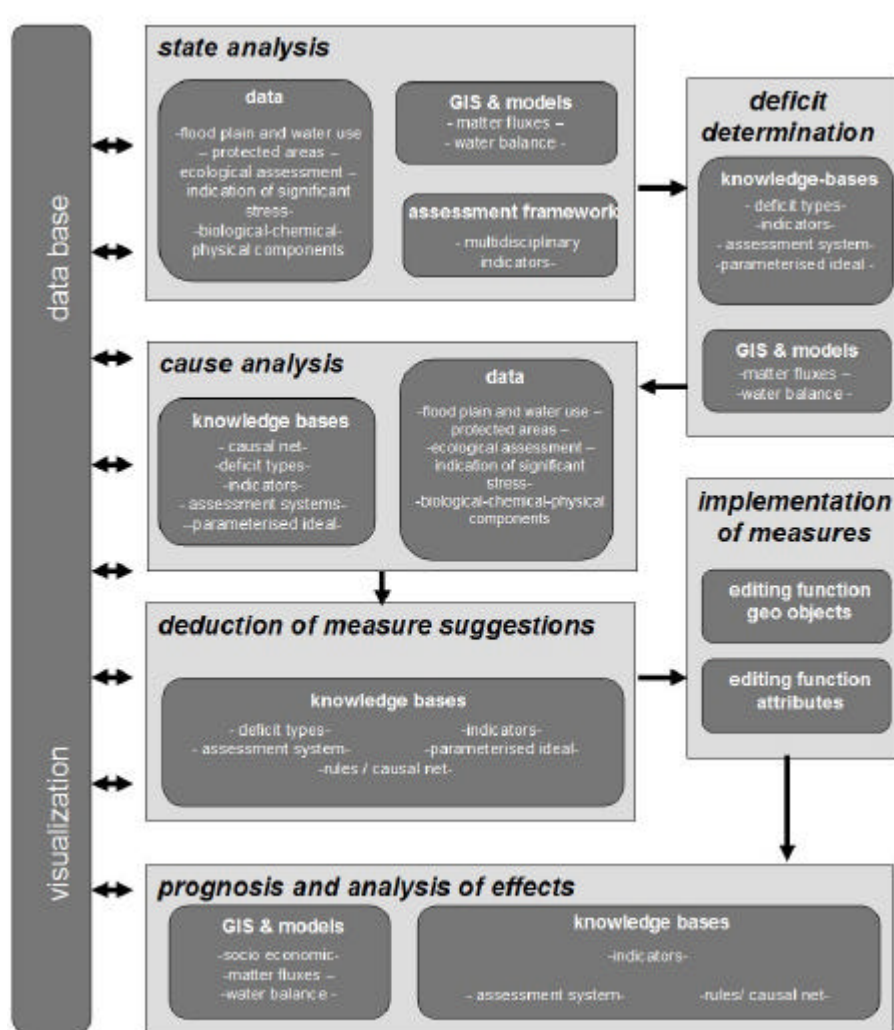 data base
visualization
state analysis
data
-flood plain and water use
– protected areas –
ecological assessment –
indication of significant
stress-
-biological-chemical-
physical components
GIS & models
- matter fluxes –
- water balance -
assessment framework
- multidisciplinary
indicators-
deficit
determination
knowledge-bases
- deficit types-
-indicators-
- assessment system-
-parameterised ideal -
GIS & models
-matter fluxes –
-water balance -
cause analysis
knowledge bases
- causal net-
-deficit types-
-indicators-
- assessment systems-
--parameterised ideal-
data
-flood plain and water use –
protected areas –
-ecological assessment –
indication of significant
stress-
-biological-chemical-physical
components
deduction of measure suggestions
knowledge bases
- deficit types- -indicators-
- assessment system- -parameterised ideal-
-rules / causal net-
implementation
of measures
editing function
geo objects
editing function
attributes
prognosis and analysis of effects
GIS & models
-socio economic-
-matter fluxes –
-water balance -
knowledge bases
-indicators-
- assessment system- -rules/ causal net-